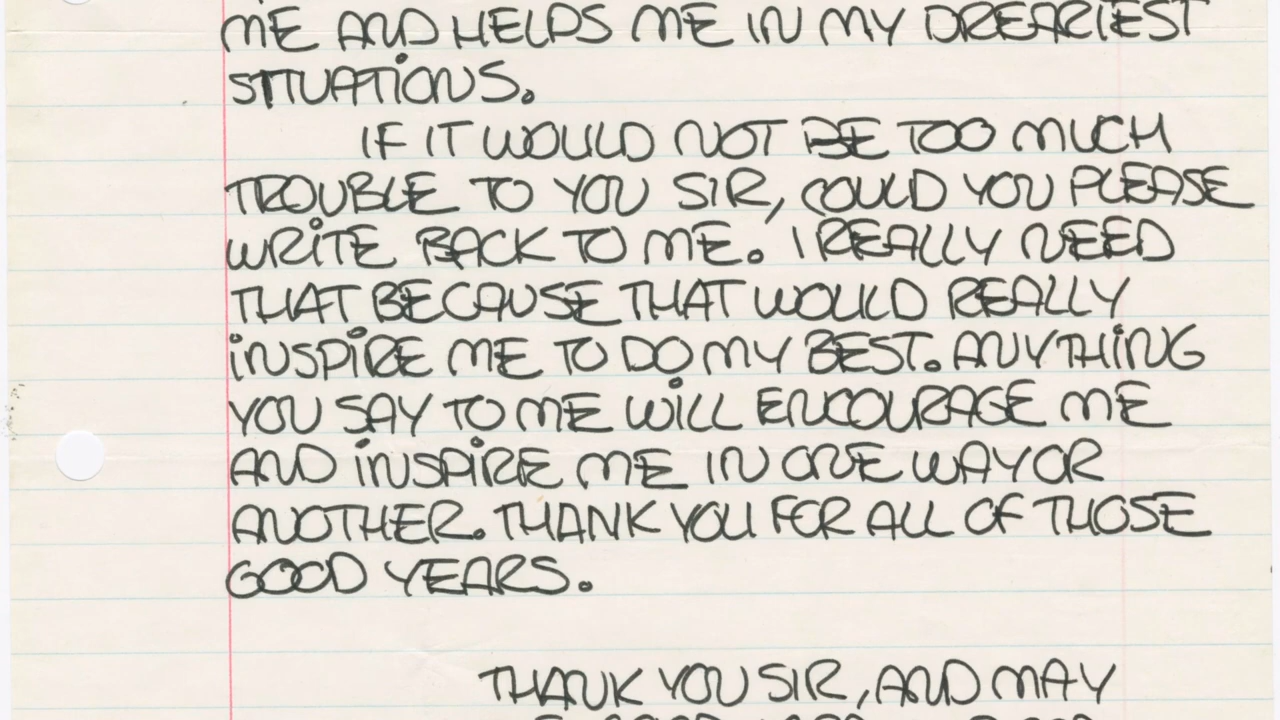 ME AND HELPS ME IN MY DREARIEST
SITUATIONS.
IF IT WOULD NOT BE TOO MUCH
TROUBLE TO YOU SIR, COULD YOU PLEASE
WRITE BACK TO ME. I REALLY NEED
THAT BECAUSE THAT WOULD REALLY
INSPIRE ME TO DO MY BEST. ANYTHING
YOU SAY TO ME WILL ENCOURAGE ME
AND INSPIRE ME IN ONE WAY OR
ANOTHER. THANK YOU FOR ALL OF THOSE
GOOD YEARS.
THANK YOU SIR, AND MAY